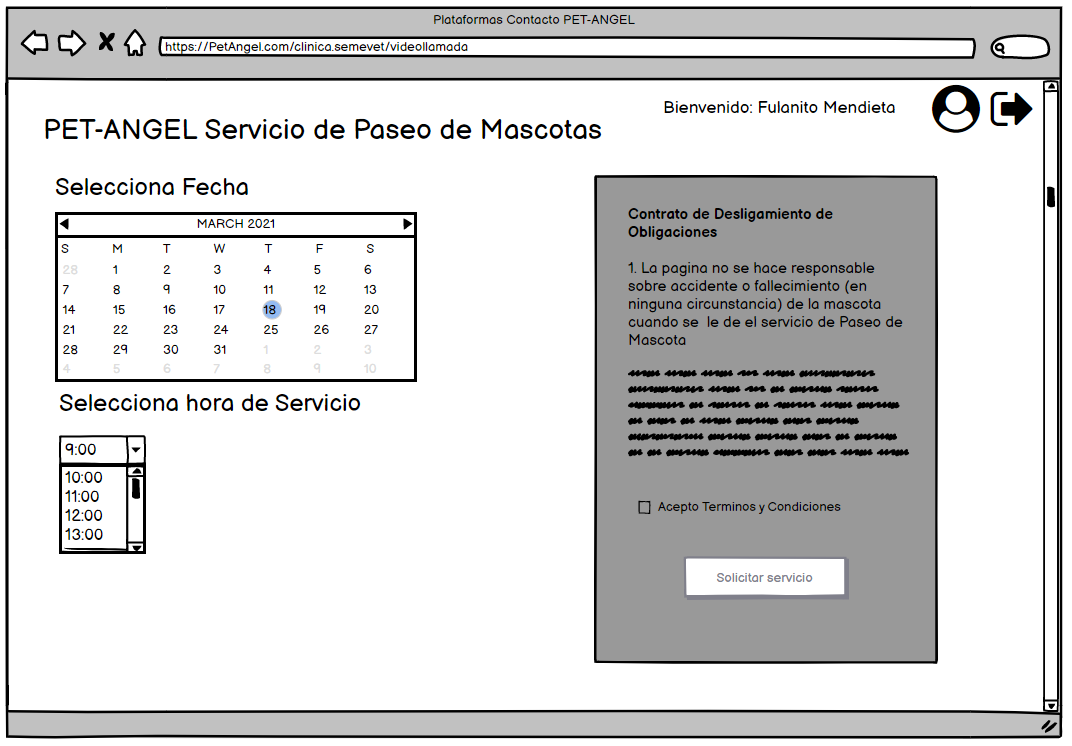 Plataformas Contacto PET-ANGEL
https://PetAngel.com/clinica.semevet/videollamada
Bienvenido: Fulanito Mendieta
PET-ANGEL Servicio de Paseo de Mascotas
Selecciona Fecha
MARCH 2021
S M T W T F S
28 1 2 3 4 5 6
7 8 9 10 11 12 13
14 15 16 17 18 19 20
21 22 23 24 25 26 27
28 29 30 31 1 2 3
4 5 6 7 8 9 10
Selecciona hora de Servicio
9:00
10:00
11:00
12:00
13:00
Contrato de Desligamiento de
Obligaciones
1. La pagina no se hace responsable
sobre accidente o fallecimiento (en
ninguna circunstancia) de la mascota
cuando se le de el servicio de Paseo de
Mascota
Acepto Terminos y Condiciones
Solicitar servicio